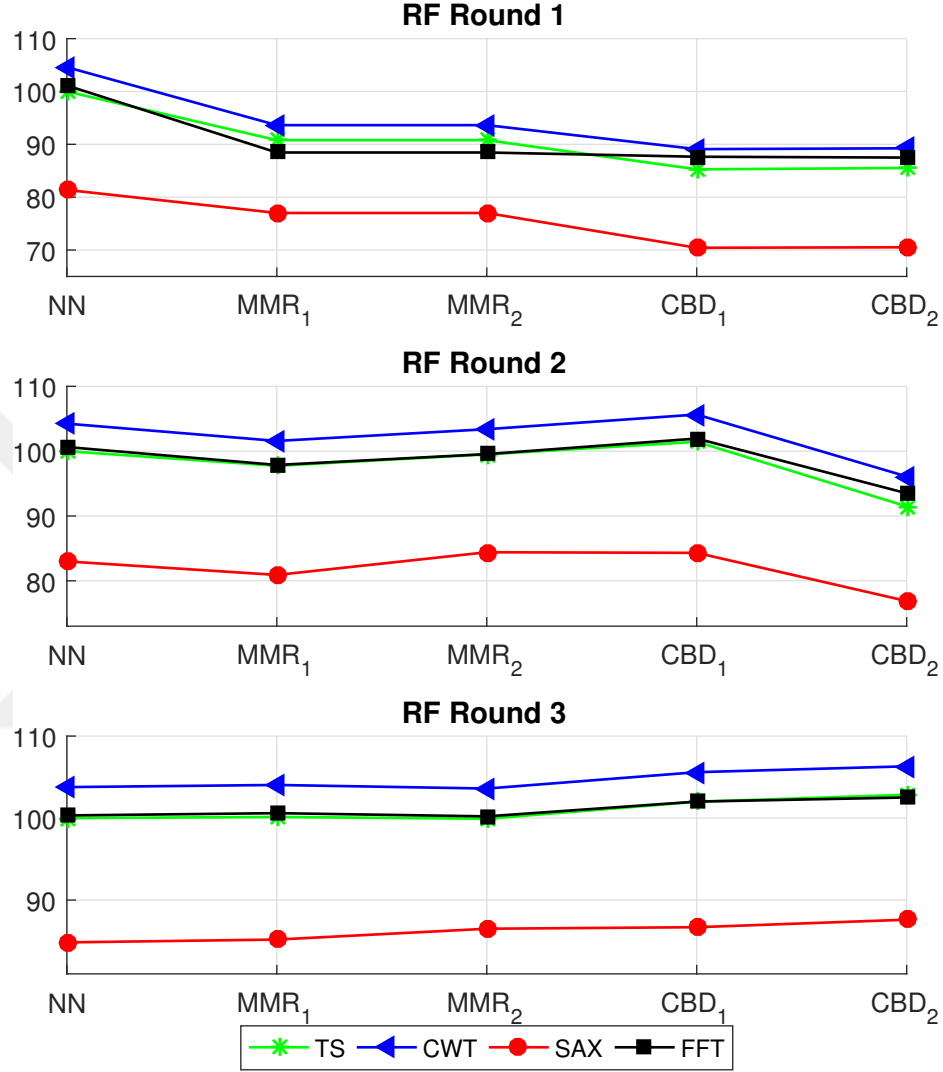 RF Round 1
110
100
90
80
70
NN MMR₁ MMR₂ CBD₁ CBD₂
RF Round 2
110
100
90
80
NN MMR₁ MMR₂ CBD₁ CBD₂
RF Round 3
110
100
90
NN MMR₁ MMR₂ CBD₁ CBD₂
TS CWT SAX FFT